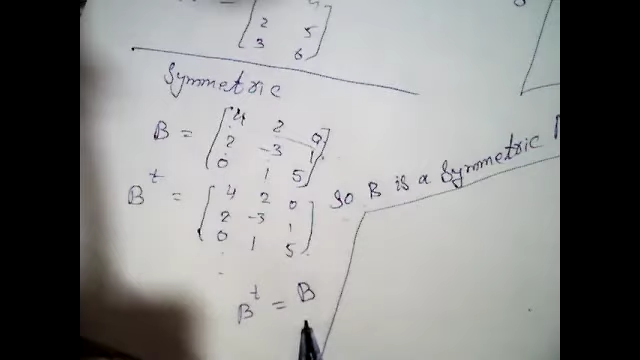 2 5
3 6
Symmetric
B = [4 2 0
2 -3 1
0 1 5]
B^t = [4 2 0
2 -3 1
0 1 5]
So B is a Symmetric
B^t = B